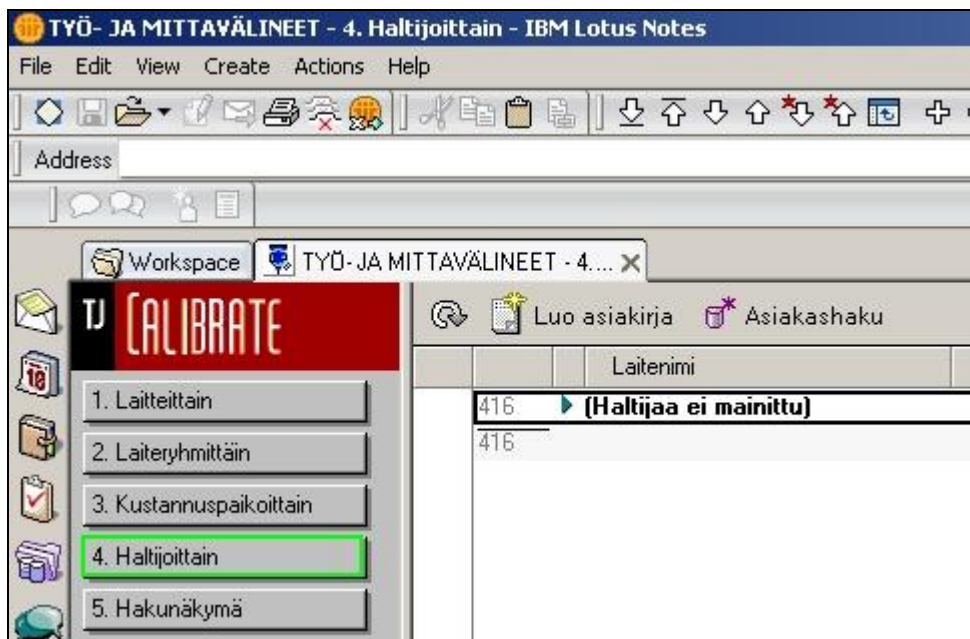 TYÖ- JA MITTAVÄLINEET - 4. Haltijoittain - IBM Lotus Notes
File Edit View Create Actions Help
Address
Workspace TYÖ- JA MITTAVÄLINEET - 4....
TJ CALIBRATE
Luo asiakirja Asiakashaku
Laitenimi
1. Laitteittain
416 (Haltijaa ei mainittu)
2. Laiteryhmittäin
416
3. Kustannuspaikoittain
4. Haltijoittain
5. Hakunäkymä